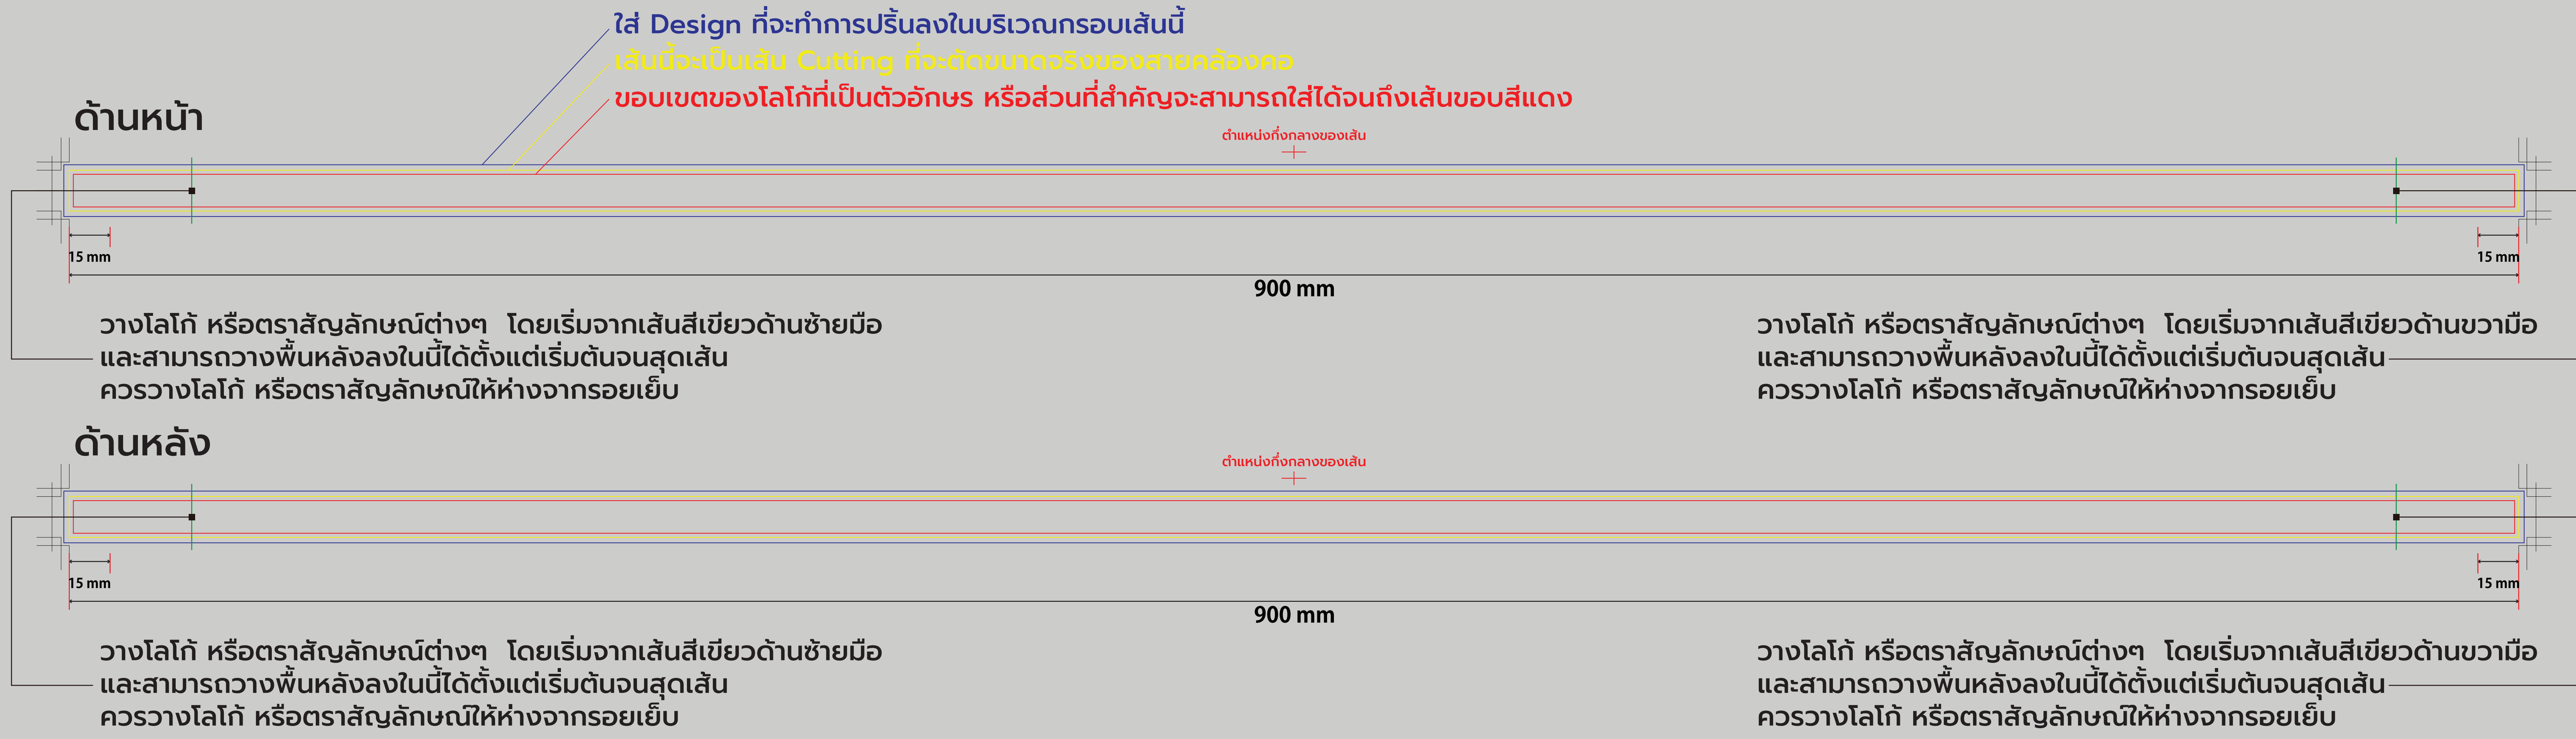 ใส่ Design ที่จะทำการปริ้นลงในบริเวณกรอบเส้นนี้
เส้นนี้จะเป็นเส้น Cutting ที่จะตัดขนาดจริงของสายคล้องคอ
ขอบเขตของโลโก้ที่เป็นตัวอักษร หรือส่วนที่สำคัญจะสามารถใส่ได้จนถึงเส้นขอบสีแดง
ด้านหน้า
ตำแหน่งกึ่งกลางของเส้น
15 mm
15 mm
900 mm
วางโลโก้ หรือตราสัญลักษณ์ต่างๆ โดยเริ่มจากเส้นสีเขียวด้านซ้ายมือ
และสามารถวางพื้นหลังลงในนี้ได้ตั้งแต่เริ่มต้นจนสุดเส้น
ควรวางโลโก้ หรือตราสัญลักษณ์ให้ห่างจากรอยเย็บ
วางโลโก้ หรือตราสัญลักษณ์ต่างๆ โดยเริ่มจากเส้นสีเขียวด้านขวามือ
และสามารถวางพื้นหลังลงในนี้ได้ตั้งแต่เริ่มต้นจนสุดเส้น
ควรวางโลโก้ หรือตราสัญลักษณ์ให้ห่างจากรอยเย็บ
ด้านหลัง
ตำแหน่งกึ่งกลางของเส้น
15 mm
15 mm
900 mm
วางโลโก้ หรือตราสัญลักษณ์ต่างๆ โดยเริ่มจากเส้นสีเขียวด้านซ้ายมือ
และสามารถวางพื้นหลังลงในนี้ได้ตั้งแต่เริ่มต้นจนสุดเส้น
ควรวางโลโก้ หรือตราสัญลักษณ์ให้ห่างจากรอยเย็บ
วางโลโก้ หรือตราสัญลักษณ์ต่างๆ โดยเริ่มจากเส้นสีเขียวด้านขวามือ
และสามารถวางพื้นหลังลงในนี้ได้ตั้งแต่เริ่มต้นจนสุดเส้น
ควรวางโลโก้ หรือตราสัญลักษณ์ให้ห่างจากรอยเย็บ